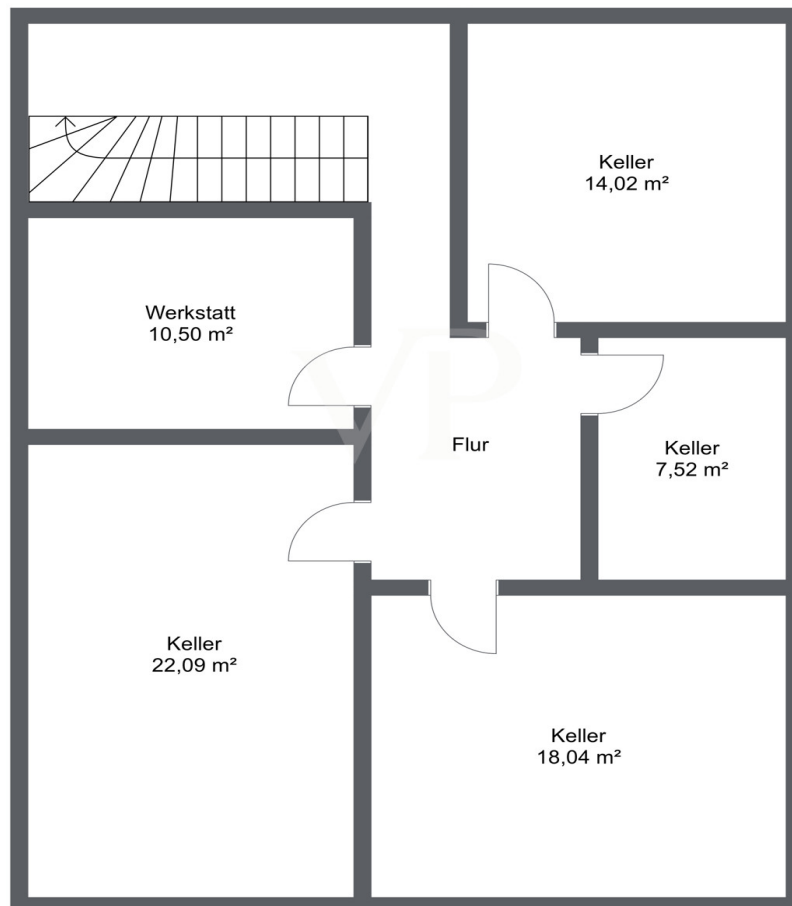 Keller
14,02 m²
Werkstatt
10,50 m²
Flur
Keller
7,52 m²
Keller
22,09 m²
Keller
18,04 m²
VP